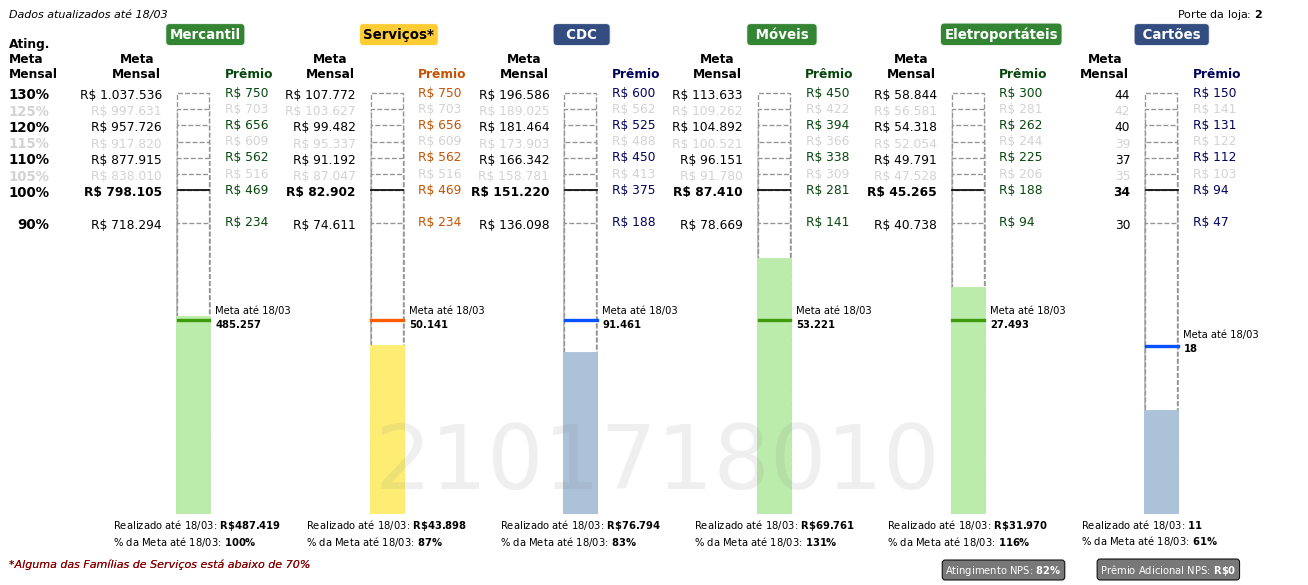 Dados atualizados até 18/03
Porte da loja: 2
Mercantil Serviços* CDC Móveis Eletroportáteis Cartões
Ating. Meta Mensal
Meta Mensal Prêmio Meta Mensal Prêmio Meta Mensal Prêmio Meta Mensal Prêmio Meta Mensal Prêmio Meta Mensal Prêmio
130% R$ 1.037.536 R$ 750 R$ 107.772 R$ 750 R$ 196.586 R$ 600 R$ 113.633 R$ 450 R$ 58.844 R$ 300 44 R$ 150
125% R$ 997.631 R$ 703 R$ 103.627 R$ 703 R$ 189.025 R$ 562 R$ 109.262 R$ 422 R$ 56.581 R$ 281 42 R$ 141
120% R$ 957.726 R$ 656 R$ 99.482 R$ 656 R$ 181.464 R$ 525 R$ 104.892 R$ 394 R$ 54.318 R$ 262 40 R$ 131
115% R$ 917.820 R$ 609 R$ 95.337 R$ 609 R$ 173.903 R$ 488 R$ 100.521 R$ 366 R$ 52.054 R$ 244 39 R$ 122
110% R$ 877.915 R$ 562 R$ 91.192 R$ 562 R$ 166.342 R$ 450 R$ 96.151 R$ 338 R$ 49.791 R$ 225 37 R$ 112
105% R$ 838.010 R$ 516 R$ 87.047 R$ 516 R$ 158.781 R$ 413 R$ 91.780 R$ 309 R$ 47.528 R$ 206 35 R$ 103
100% R$ 798.105 R$ 469 R$ 82.902 R$ 469 R$ 151.220 R$ 375 R$ 87.410 R$ 281 R$ 45.265 R$ 188 34 R$ 94
90% R$ 718.294 R$ 234 R$ 74.611 R$ 234 R$ 136.098 R$ 188 R$ 78.669 R$ 141 R$ 40.738 R$ 94 30 R$ 47
Meta até 18/03 Meta até 18/03 Meta até 18/03 Meta até 18/03 Meta até 18/03
485.257 50.141 91.461 53.221 27.493
Meta até 18/03
18
2101718010
Realizado até 18/03: R$487.419 Realizado até 18/03: R$43.898 Realizado até 18/03: R$76.794 Realizado até 18/03: R$69.761 Realizado até 18/03: R$31.970 Realizado até 18/03: 11
% da Meta até 18/03: 100% % da Meta até 18/03: 87% % da Meta até 18/03: 83% % da Meta até 18/03: 131% % da Meta até 18/03: 116% % da Meta até 18/03: 61%
*Alguma das Famílias de Serviços está abaixo de 70%
Atingimento NPS: 82% Prêmio Adicional NPS: R$0